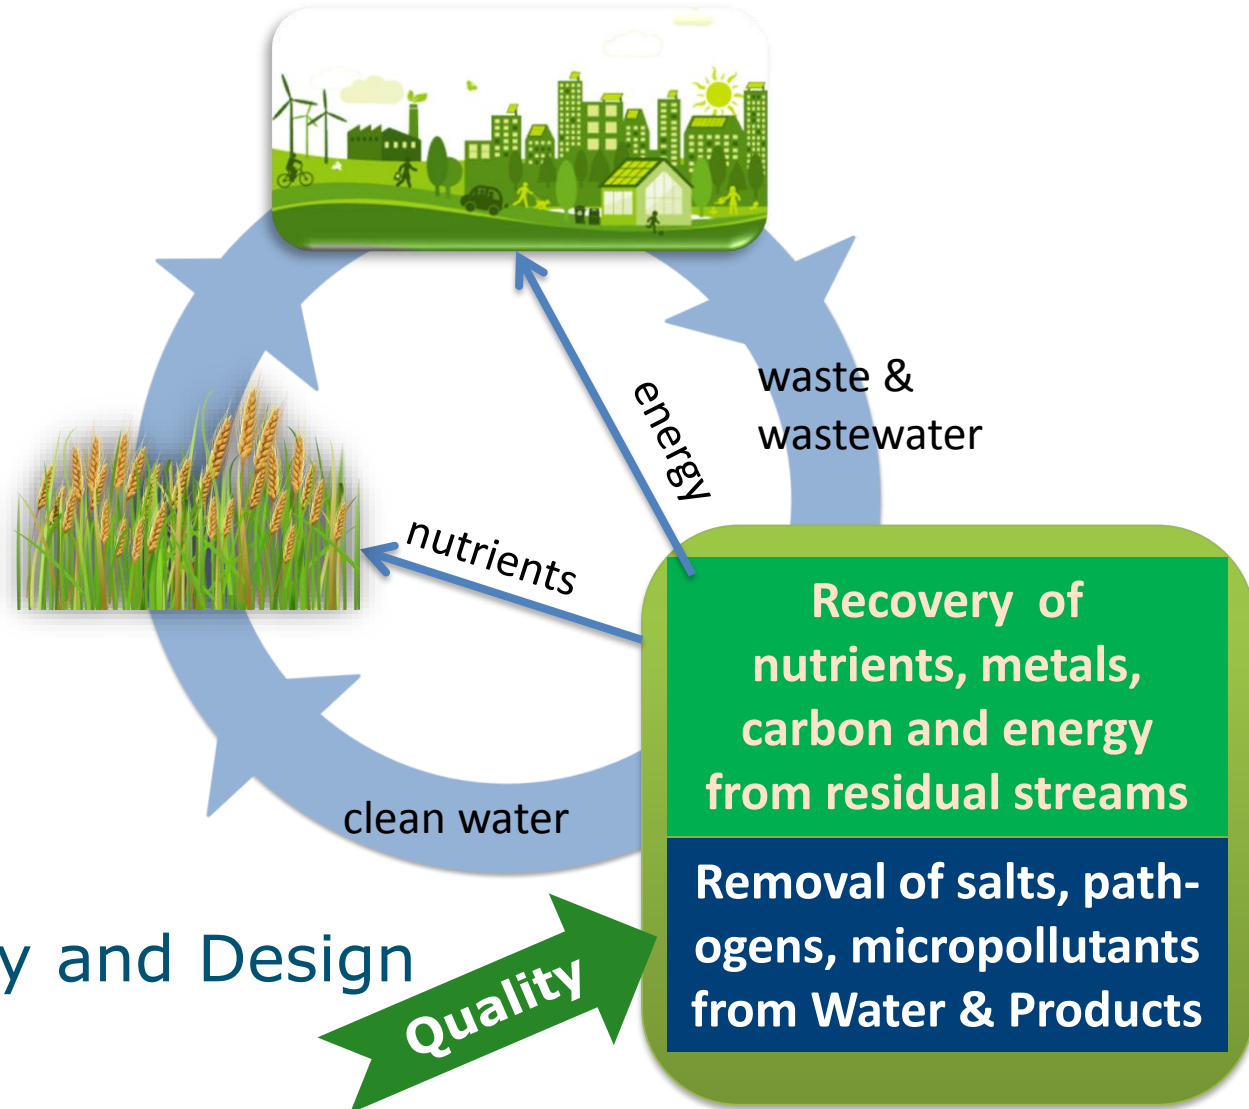 waste &
wastewater
energy
nutrients
Recovery of
nutrients, metals,
carbon and energy
from residual streams
clean water
Removal of salts, path-
ogens, micropollutants
from Water & Products
y and Design
Quality